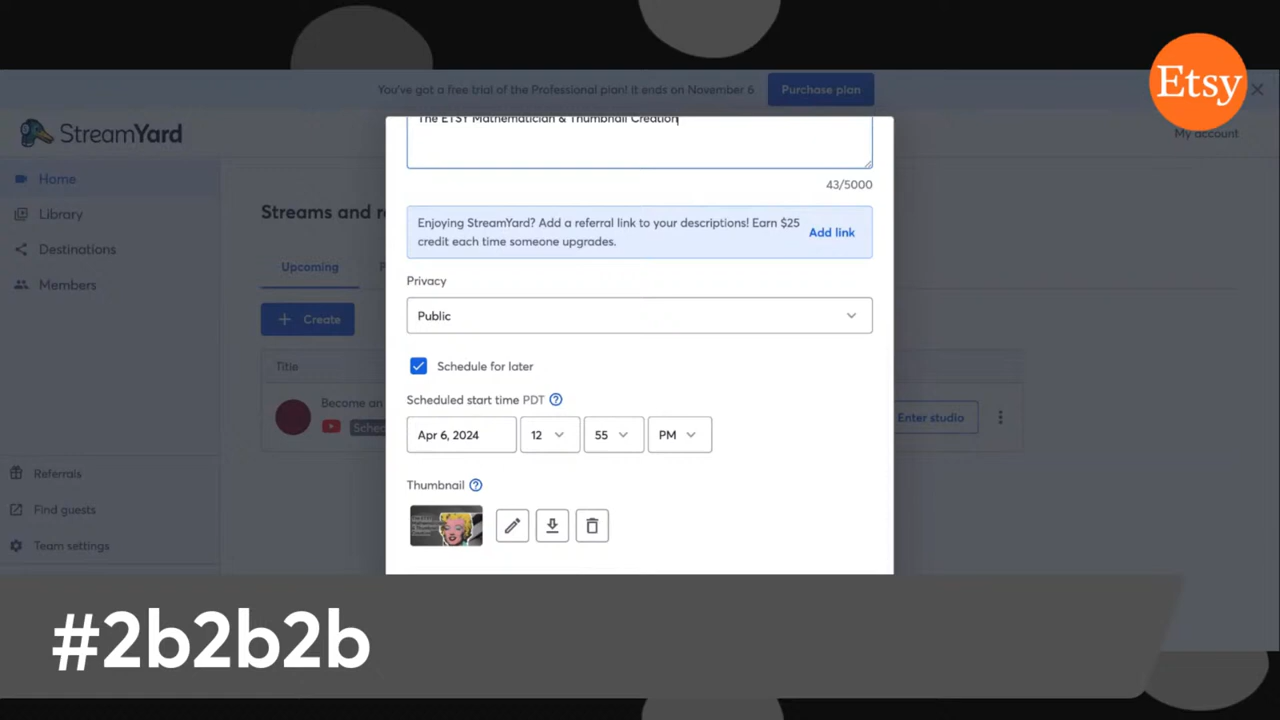 You've got a free trial of the Professional plan! It ends on November 6
Purchase plan
Etsy
StreamYard
My account
Home
Library
Destinations
Members
Referrals
Find guests
Team settings
Streams and r
Upcoming
Create
Title
Become an
Sched
Enter studio
The ETSY Mathematician & Thumbnail Creation
43/5000
Enjoying StreamYard? Add a referral link to your descriptions! Earn $25
credit each time someone upgrades.
Add link
Privacy
Public
Schedule for later
Scheduled start time PDT
Apr 6, 2024 12 55 PM
Thumbnail
#2b2b2b